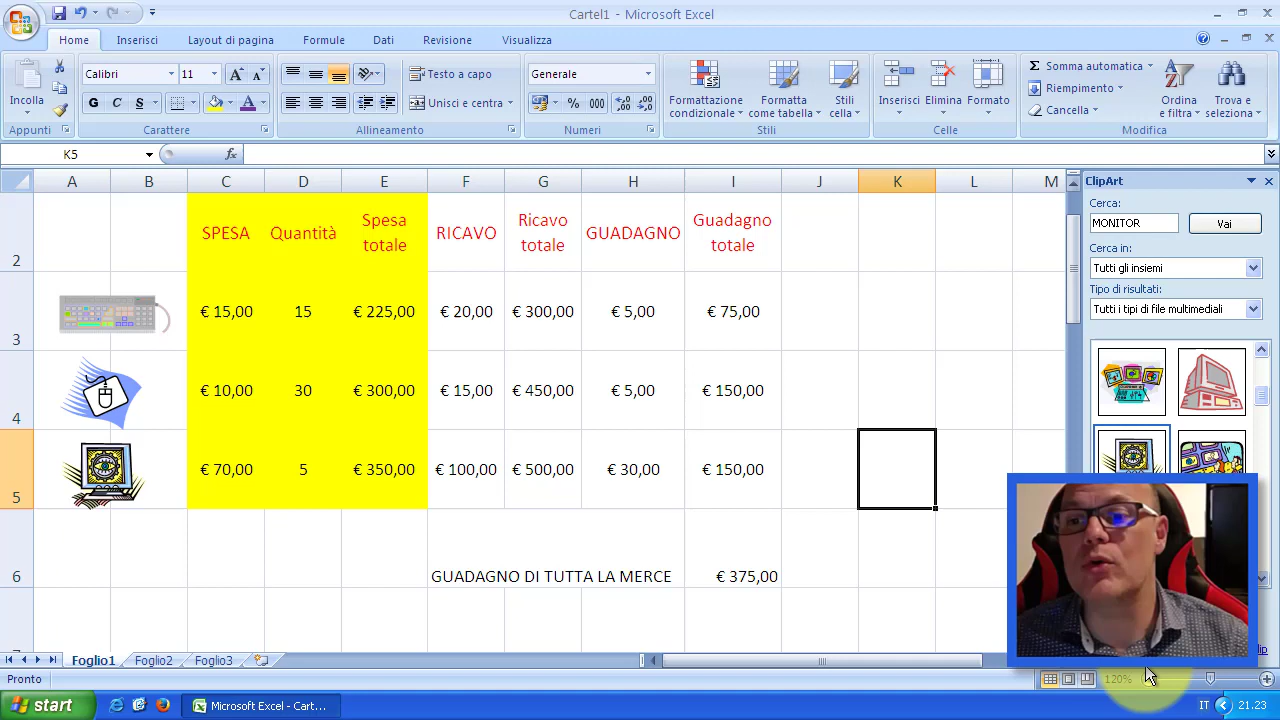 Cartel1 - Microsoft Excel
Home Inserisci Layout di pagina Formule Dati Revisione Visualizza
Incolla
Calibri 11
G C S
Appunti
Carattere
Testo a capo
Unisci e centra
Allineamento
Generale
% 000
Numeri
Formattazione condizionale
Formatta come tabella
Stili cella
Stili
Inserisci Elimina Formato
Celle
Σ Somma automatica
Riempimento
Cancella
Ordina e filtra
Trova e seleziona
Modifica
K5 fx
A B C D E F G H I J K L M
2 SPESA Quantità Spesa totale RICAVO Ricavo totale GUADAGNO Guadagno totale
3 € 15,00 15 € 225,00 € 20,00 € 300,00 € 5,00 € 75,00
4 € 10,00 30 € 300,00 € 15,00 € 450,00 € 5,00 € 150,00
5 € 70,00 5 € 350,00 € 100,00 € 500,00 € 30,00 € 150,00
6 GUADAGNO DI TUTTA LA MERCE € 375,00
ClipArt
Cerca:
MONITOR Vai
Cerca in:
Tutti gli insiemi
Tipo di risultati:
Tutti i tipi di file multimediali
Foglio1 Foglio2 Foglio3
Pronto
120%
start
Microsoft Excel - Cart...
IT 21.23